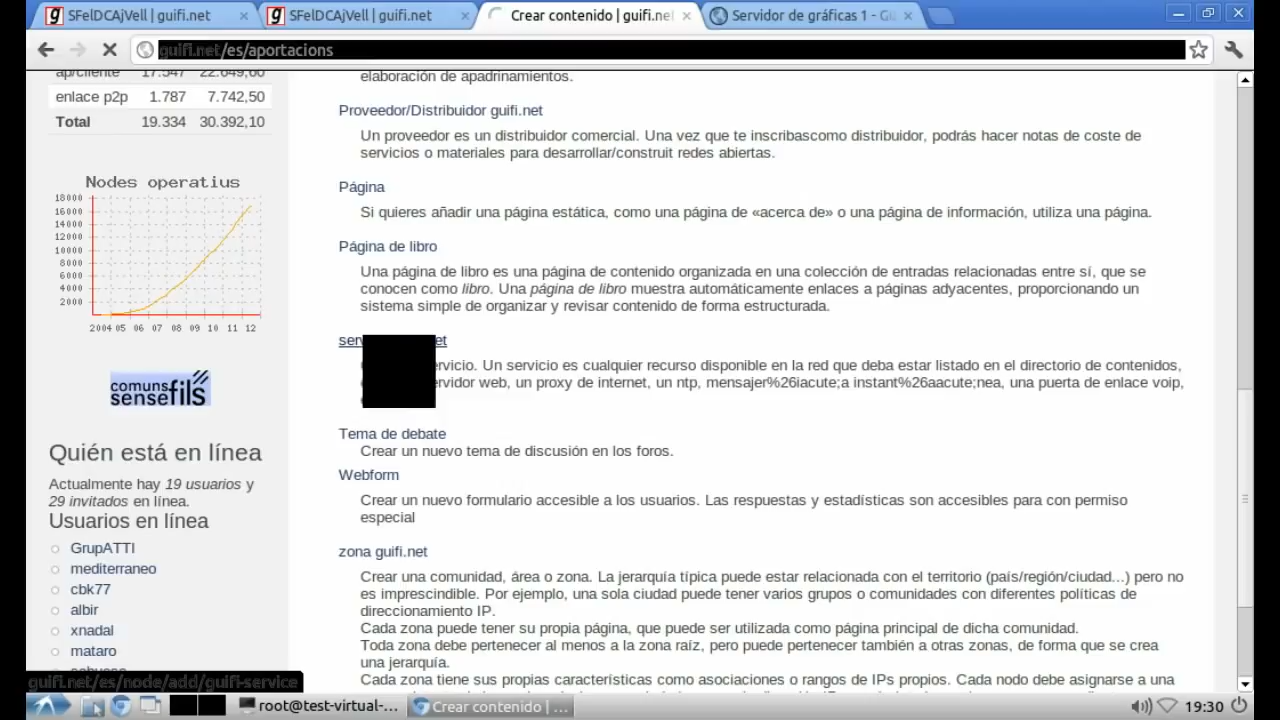 SFelDCAjVell | guifi.net
SFelDCAjVell | guifi.net
Crear contenido | guifi.ne
Servidor de gráficas 1 - Gu
guifi.net/es/aportacions
ap/cliente 17.547 22.649,60
enlace p2p 1.787 7.742,50
Total 19.334 30.392,10
Nodes operatius
18000
16000
14000
12000
10000
8000
6000
4000
2000
2004 05 06 07 08 09 10 11 12
comuns
sensefils
Quién está en línea
Actualmente hay 19 usuarios y
29 invitados en línea.
Usuarios en línea
GrupATTI
mediterraneo
cbk77
albir
xnadal
mataro
elaboración de apadrinamientos.
Proveedor/Distribuidor guifi.net
Un proveedor es un distribuidor comercial. Una vez que te inscribascomo distribuidor, podrás hacer notas de coste de
servicios o materiales para desarrollar/construit redes abiertas.
Página
Si quieres añadir una página estática, como una página de «acerca de» o una página de información, utiliza una página.
Página de libro
Una página de libro es una página de contenido organizada en una colección de entradas relacionadas entre sí, que se
conocen como libro. Una página de libro muestra automáticamente enlaces a páginas adyacentes, proporcionando un
sistema simple de organizar y revisar contenido de forma estructurada.
ser et
ervicio. Un servicio es cualquier recurso disponible en la red que deba estar listado en el directorio de contenidos,
ervidor web, un proxy de internet, un ntp, mensajer%26iacute;a instant%26aacute;nea, una puerta de enlace voip,
Tema de debate
Crear un nuevo tema de discusión en los foros.
Webform
Crear un nuevo formulario accesible a los usuarios. Las respuestas y estadísticas son accesibles para con permiso
especial
zona guifi.net
Crear una comunidad, área o zona. La jerarquía típica puede estar relacionada con el territorio (país/región/ciudad...) pero no
es imprescindible. Por ejemplo, una sola ciudad puede tener varios grupos o comunidades con diferentes políticas de
direccionamiento IP.
Cada zona puede tener su propia página, que puede ser utilizada como página principal de dicha comunidad.
Toda zona debe pertenecer al menos a la zona raíz, pero puede pertenecer también a otras zonas, de forma que se crea
una jerarquía.
Cada zona tiene sus propias características como asociaciones o rangos de IPs propios. Cada nodo debe asignarse a una
guifi.net/es/node/add/guifi-service
root@test-virtual-...
Crear contenido | ...
19:30